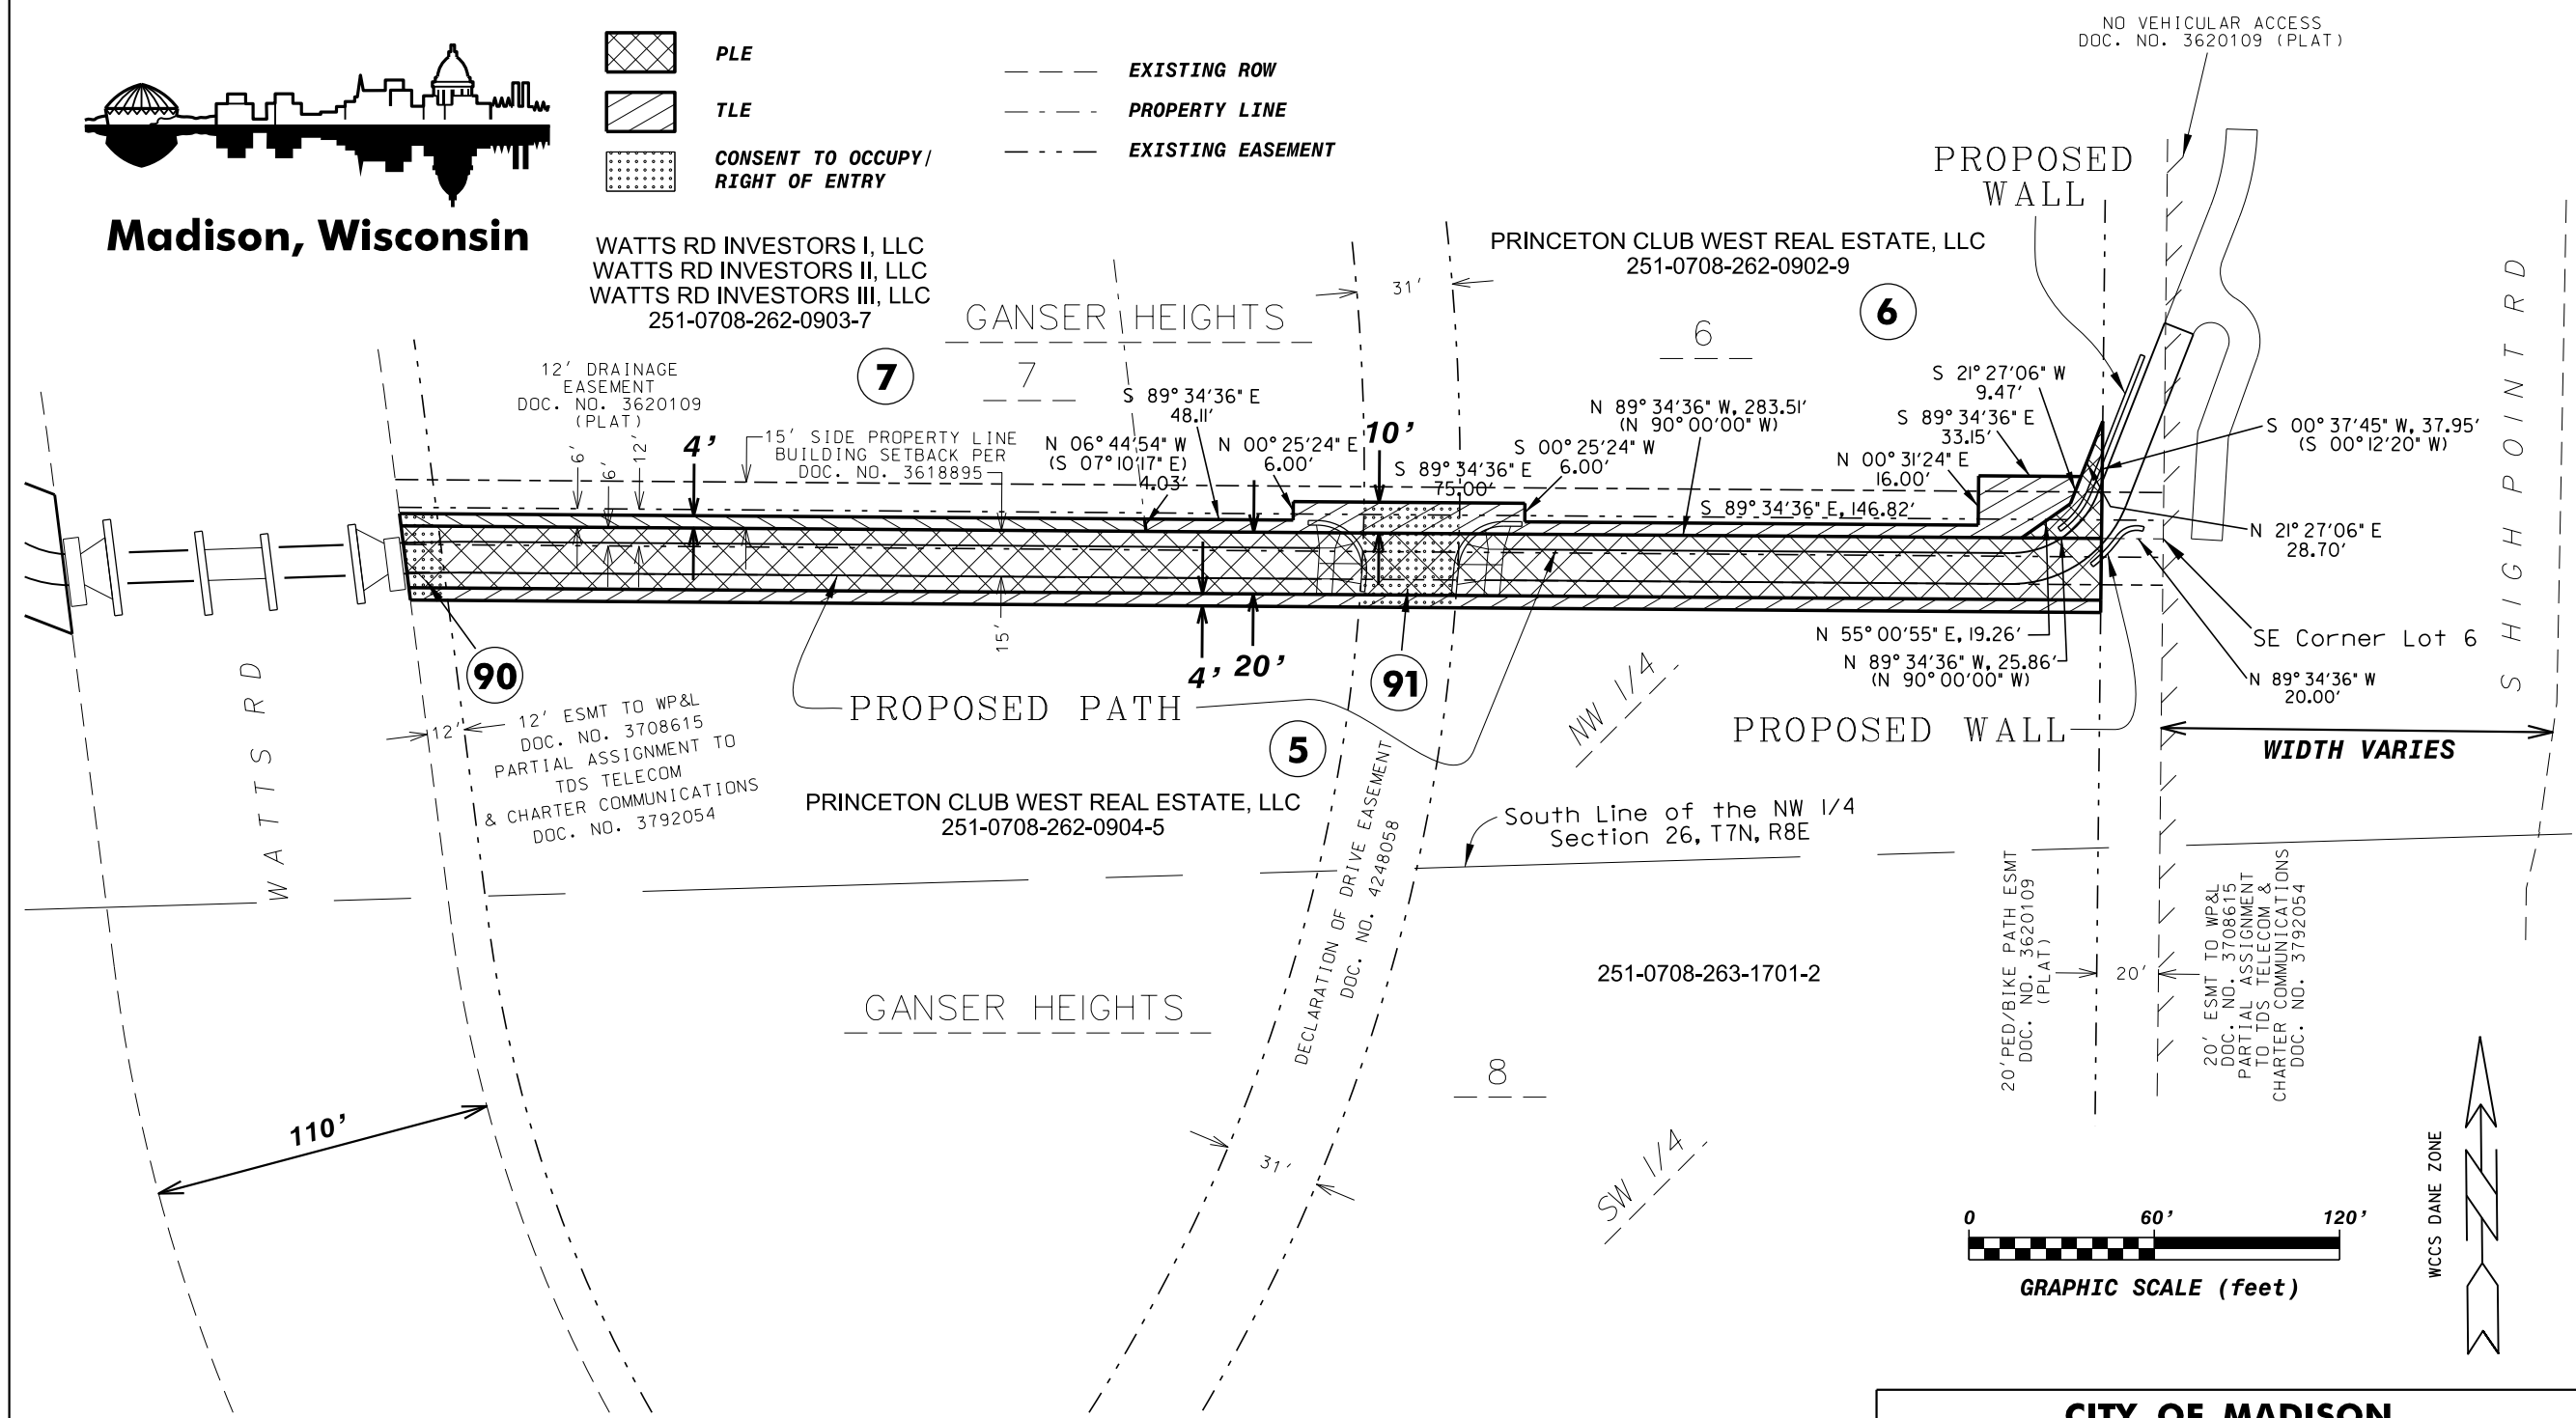 Madison, Wisconsin
PLE
TLE
CONSENT TO OCCUPY/
RIGHT OF ENTRY
EXISTING ROW
PROPERTY LINE
EXISTING EASEMENT
NO VEHICULAR ACCESS
DOC. NO. 3620109 (PLAT)
PROPOSED
WALL
WATTS RD INVESTORS I, LLC
WATTS RD INVESTORS II, LLC
WATTS RD INVESTORS III, LLC
251-0708-262-0903-7
GANSER HEIGHTS
7
7
31'
PRINCETON CLUB WEST REAL ESTATE, LLC
251-0708-262-0902-9
6
6
S HIGH POINT RD
12' DRAINAGE
EASEMENT
DOC. NO. 3620109
(PLAT)
6'
6'
12'
4'
15' SIDE PROPERTY LINE
BUILDING SETBACK PER
DOC. NO. 3618895
S 89°34'36" E
48.11'
N 06°44'54" W
(S 07°10'17" E)
4.03'
N 00°25'24" E
6.00'
10'
S 89°34'36" E
75.00'
S 00°25'24" W
6.00'
N 89°34'36" W, 283.51'
(N 90°00'00" W)
S 89°34'36" E, 146.82'
S 21°27'06" W
9.47'
S 89°34'36" E
33.15'
N 00°31'24" E
16.00'
S 00°37'45" W, 37.95'
(S 00°12'20" W)
N 21°27'06" E
28.70'
SE Corner Lot 6
N 89°34'36" W
20.00'
N 55°00'55" E, 19.26'
N 89°34'36" W, 25.86'
(N 90°00'00" W)
PROPOSED WALL
WIDTH VARIES
15'
4'
20'
90
91
PROPOSED PATH
WATTS RD
12'
12' ESMT TO WP&L
DOC. NO. 3708615
PARTIAL ASSIGNMENT TO
TDS TELECOM
& CHARTER COMMUNICATIONS
DOC. NO. 3792054
5
PRINCETON CLUB WEST REAL ESTATE, LLC
251-0708-262-0904-5
NW 1/4
South Line of the NW 1/4
Section 26, T7N, R8E
DECLARATION OF DRIVE EASEMENT
DOC. NO. 4248058
251-0708-263-1701-2
20' PED/BIKE PATH ESMT
DOC. NO. 3620109
(PLAT)
20'
20' ESMT TO WP&L
DOC. NO. 3708615
PARTIAL ASSIGNMENT
TO TDS TELECOM &
CHARTER COMMUNICATIONS
DOC. NO. 3792054
GANSER HEIGHTS
8
SW 1/4
110'
31'
0 60' 120'
GRAPHIC SCALE (feet)
WCCS DANE ZONE
N
CITY OF MADISON